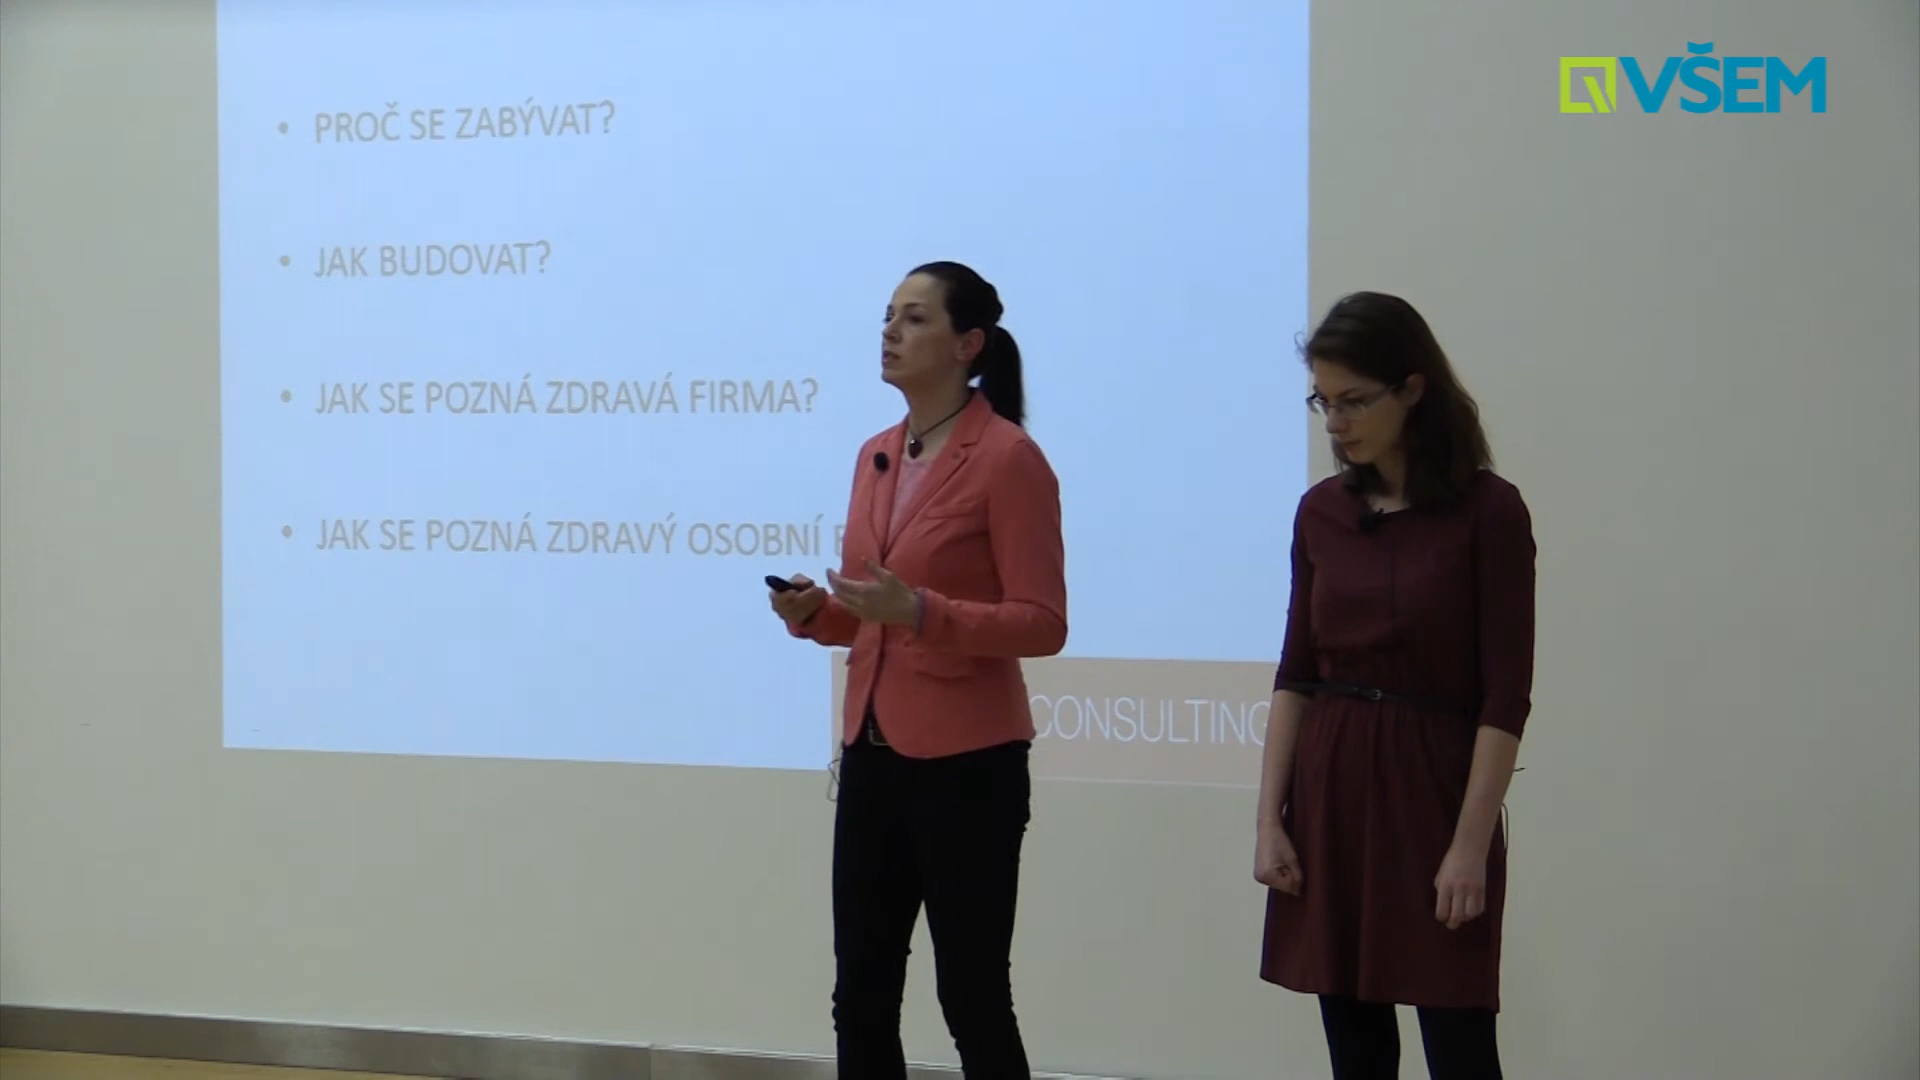 VŠEM
• PROČ SE ZABÝVAT?
• JAK BUDOVAT?
• JAK SE POZNÁ ZDRAVÁ FIRMA?
• JAK SE POZNÁ ZDRAVÝ OSOBNÍ
CONSULTING